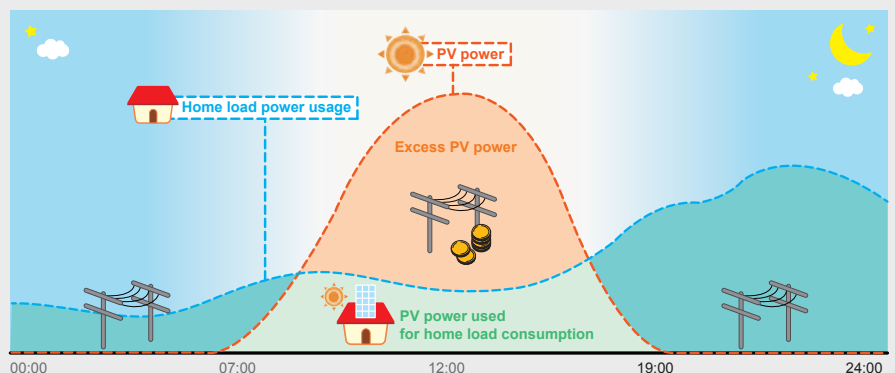 PV power
Home load power usage
Excess PV power
PV power used
for home load consumption
00:00
07:00
12:00
19:00
24:00